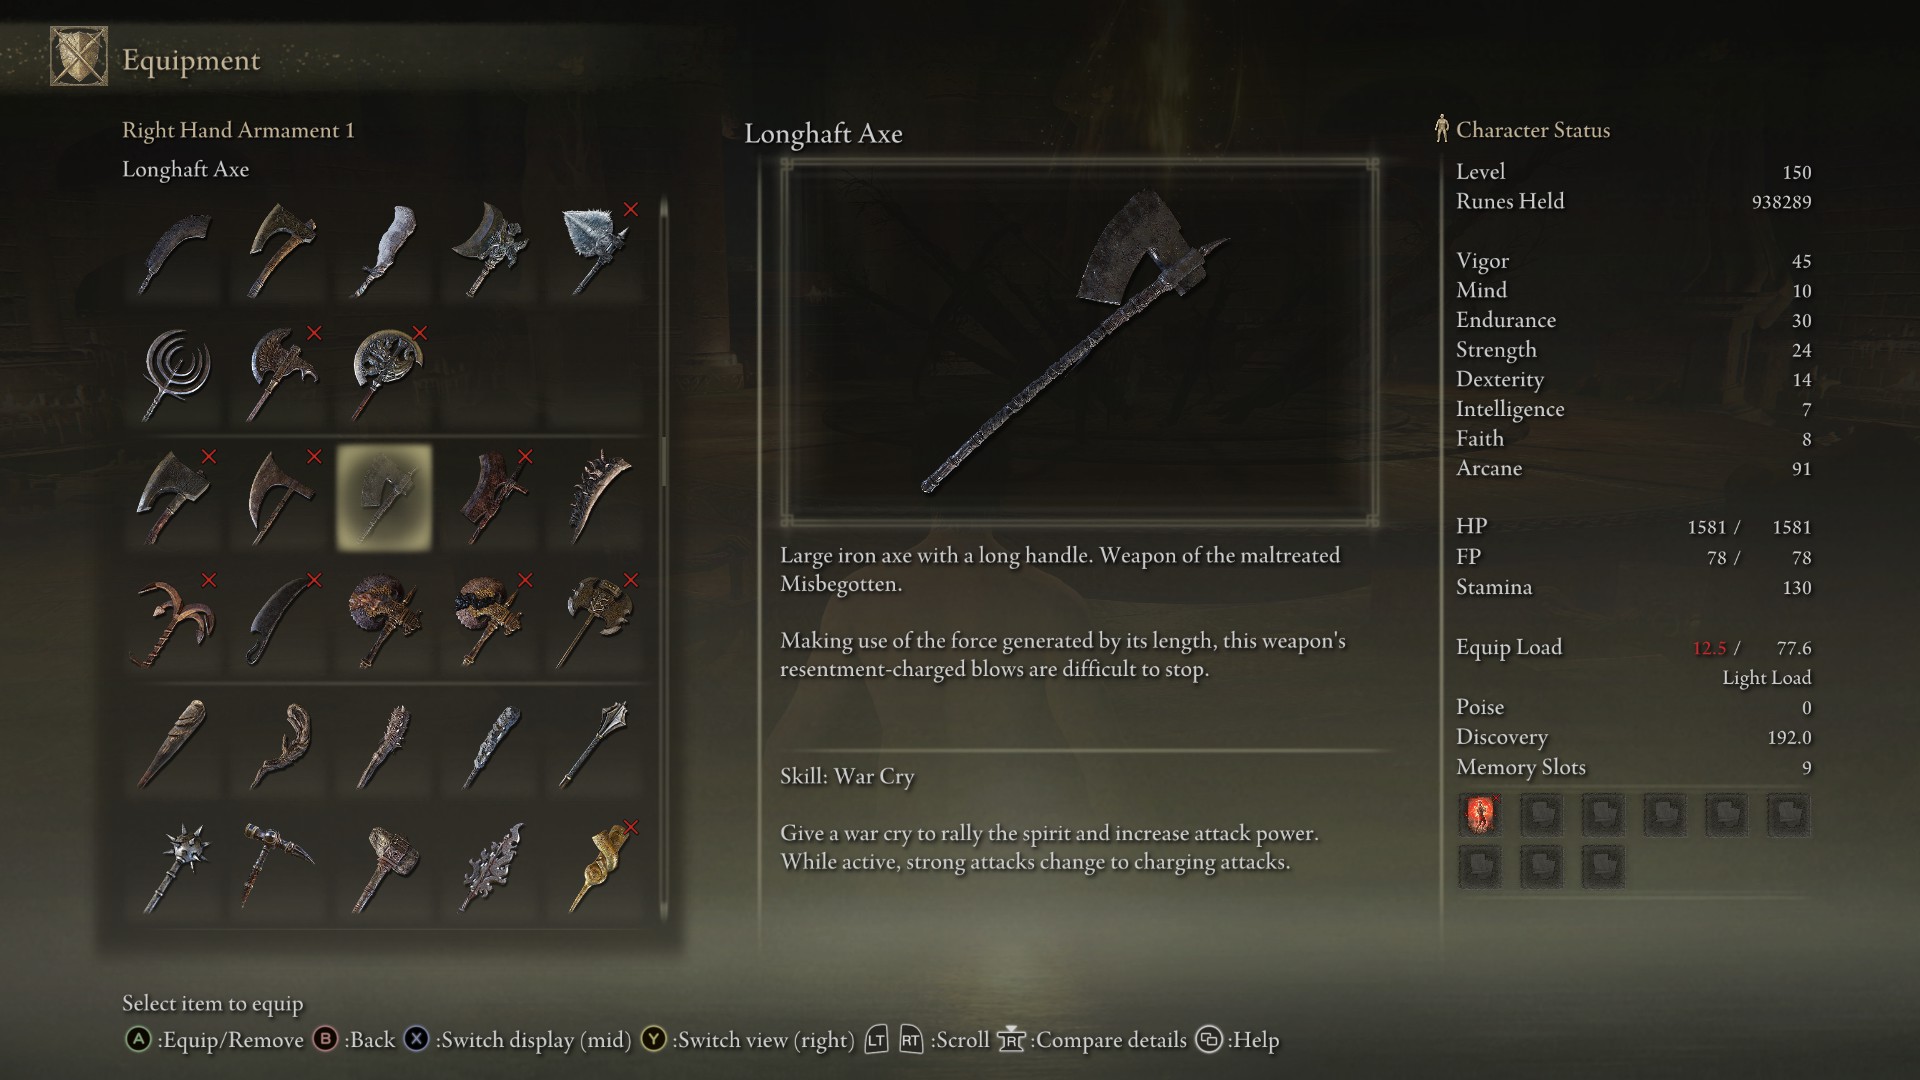 Equipment
Right Hand Armament 1
Longhaft Axe
Longhaft Axe
Large iron axe with a long handle. Weapon of the maltreated
Misbegotten.
Making use of the force generated by its length, this weapon's
resentment-charged blows are difficult to stop.
Skill: War Cry
Give a war cry to rally the spirit and increase attack power.
While active, strong attacks change to charging attacks.
Character Status
Level 150
Runes Held 938289
Vigor 45
Mind 10
Endurance 30
Strength 24
Dexterity 14
Intelligence 7
Faith 8
Arcane 91
HP 1581 / 1581
FP 78 / 78
Stamina 130
Equip Load 12.5 / 77.6
Light Load
Poise 0
Discovery 192.0
Memory Slots 9
Select item to equip
A :Equip/Remove B :Back X :Switch display (mid) Y :Switch view (right) LT RT :Scroll R :Compare details :Help